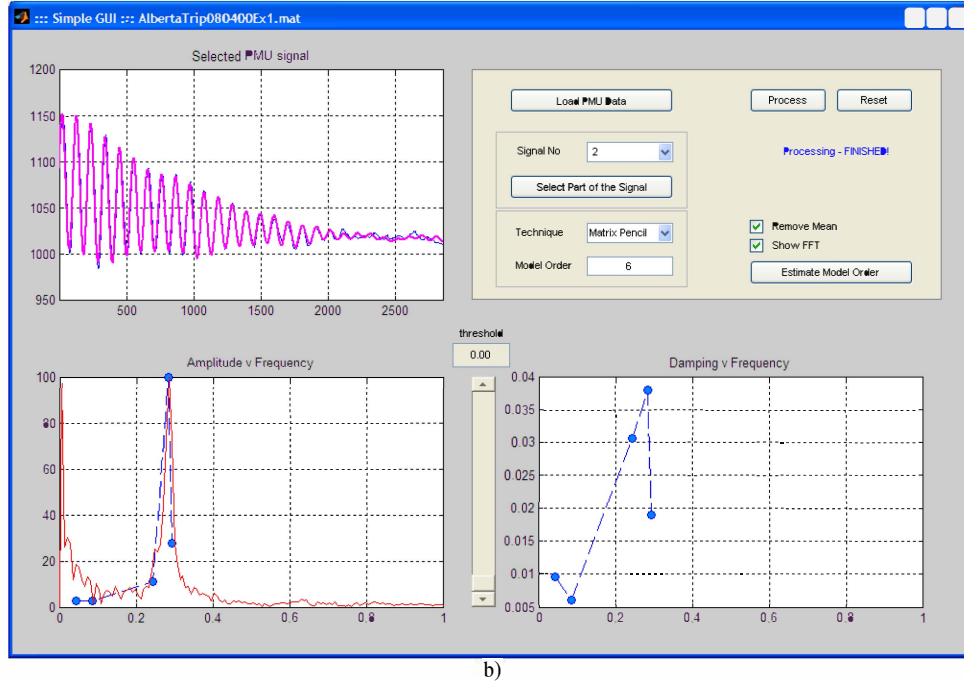 ::: Simple GUI ::: AlbertaTrip080400Ex1.mat
Selected PMU signal
1200
1150
1100
1050
1000
950
500
1000
1500
2000
2500
Load PMU Data
Process
Reset
Signal No
2
Processing - FINISHED!
Select Part of the Signal
Technique
Matrix Pencil
Remove Mean
Show FFT
Model Order
6
Estimate Model Order
threshold
0.00
Amplitude v Frequency
100
80
60
40
20
0
0
0.2
0.4
0.6
0.8
1
Damping v Frequency
0.04
0.035
0.03
0.025
0.02
0.015
0.01
0.005
0
0.2
0.4
0.6
0.8
1
b)